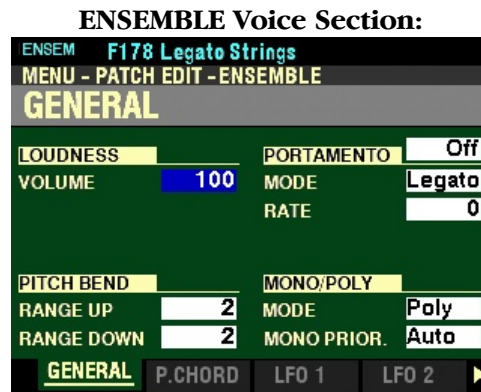 ENSEMBLE Voice Section:
ENSEM F178 Legato Strings
MENU - PATCH EDIT - ENSEMBLE
GENERAL
LOUDNESS
VOLUME 100
PORTAMENTO Off
MODE Legato
RATE 0
PITCH BEND
RANGE UP 2
RANGE DOWN 2
MONO/POLY
MODE Poly
MONO PRIOR. Auto
GENERAL P.CHORD LFO 1 LFO 2